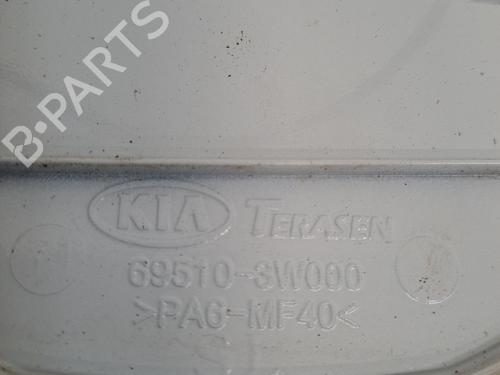 B-PARTS
KIA TERASEN
69510-3W000
>PA6-MF40<